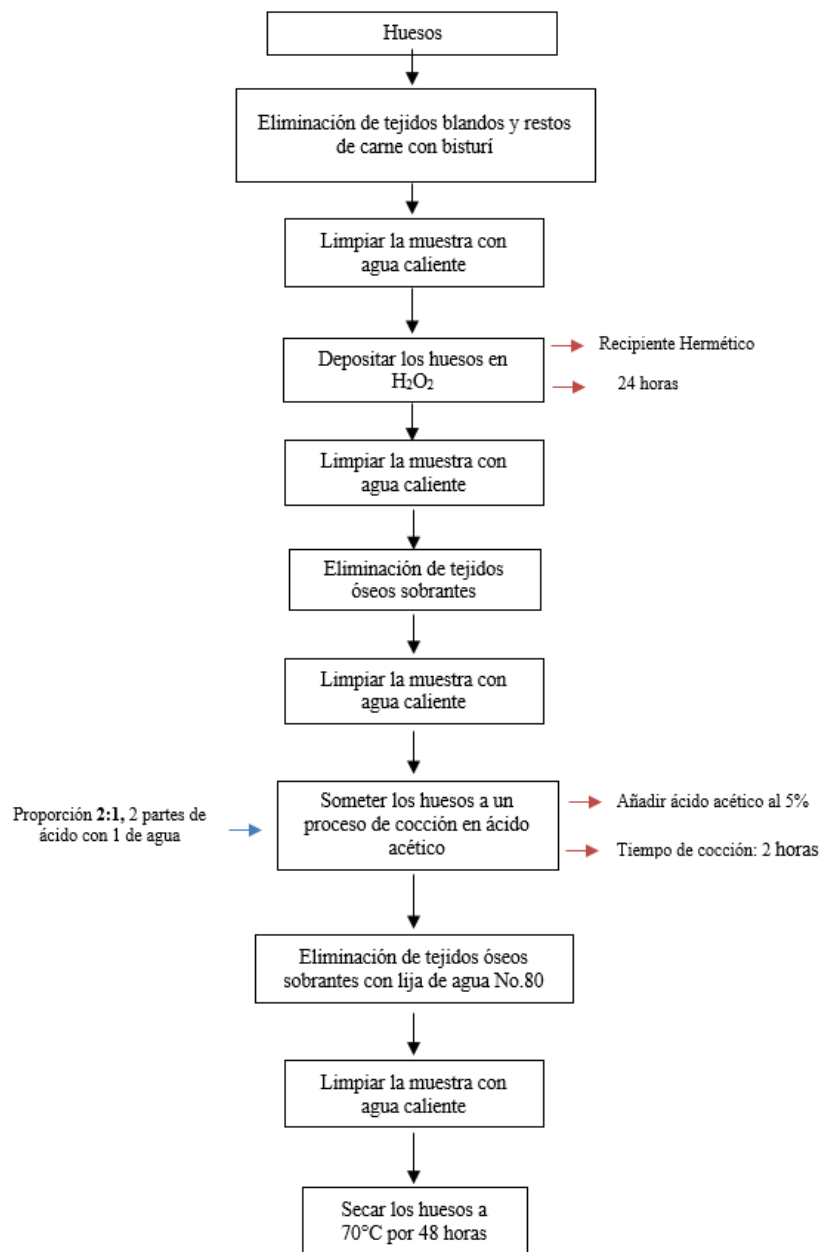 Huesos
Eliminación de tejidos blandos y restos
de carne con bisturí
Limpiar la muestra con
agua caliente
Depositar los huesos en
H₂O₂
Recipiente Hermético
24 horas
Limpiar la muestra con
agua caliente
Eliminación de tejidos
óseos sobrantes
Limpiar la muestra con
agua caliente
Proporción 2:1, 2 partes de
ácido con 1 de agua
Someter los huesos a un
proceso de cocción en ácido
acético
Añadir ácido acético al 5%
Tiempo de cocción: 2 horas
Eliminación de tejidos óseos
sobrantes con lija de agua No.80
Limpiar la muestra con
agua caliente
Secar los huesos a
70°C por 48 horas